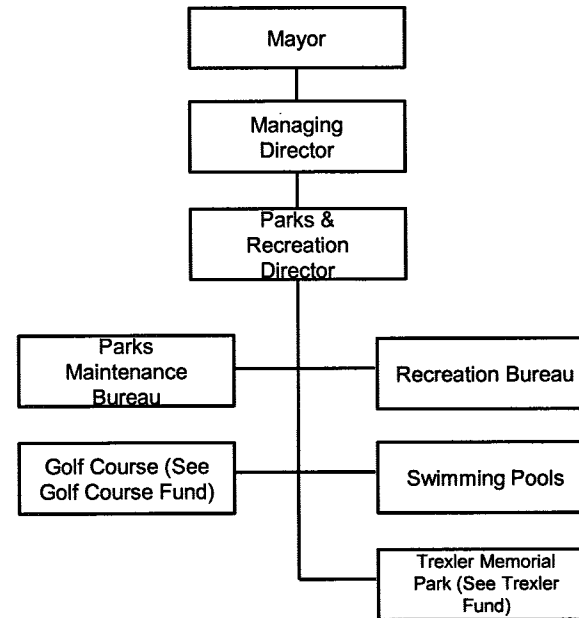 Mayor
Managing
Director
Parks &
Recreation
Director
Parks
Maintenance
Bureau
Recreation Bureau
Golf Course (See
Golf Course Fund)
Swimming Pools
Trexler Memorial
Park (See Trexler
Fund)